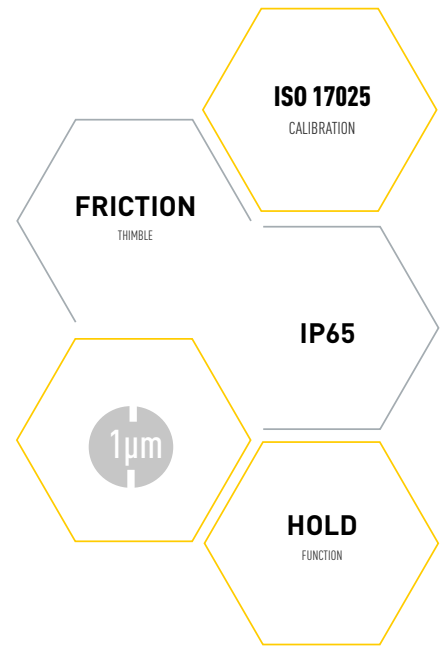 ISO 17025
CALIBRATION
FRICTION
THIMBLE
IP65
1µm
HOLD
FUNCTION